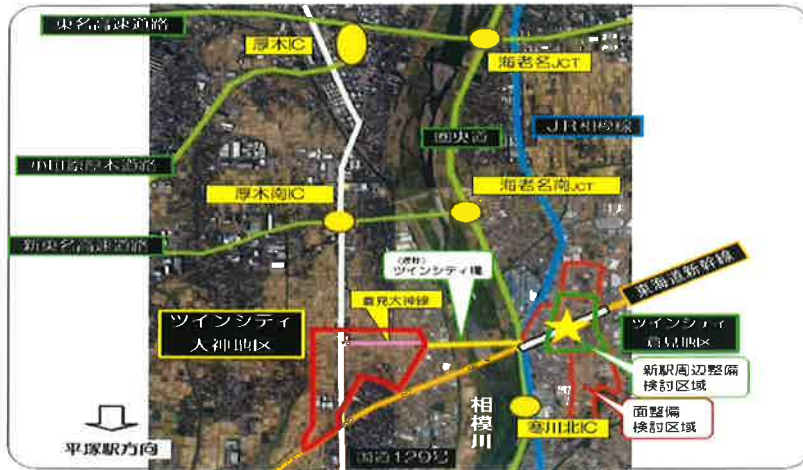 東名高速道路
厚木IC
海老名JCT
圏央道
JR相模線
小田原厚木道路
厚木南IC
海老名南JCT
新東名高速道路
(仮称)
ツインシティ橋
東海道新幹線
倉見大神線
ツインシティ
大神地区
ツインシティ
倉見地区
新駅周辺整備
検討区域
面整備
検討区域
相模川
寒川北IC
平塚駅方向
国道129号